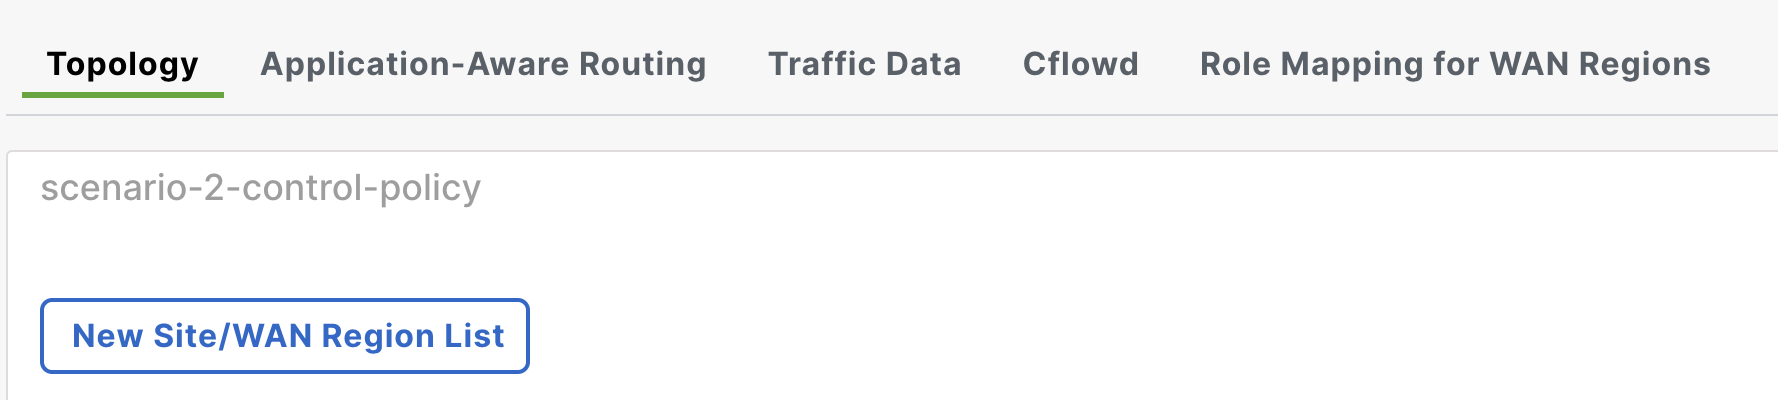 Topology Application-Aware Routing Traffic Data Cflowd Role Mapping for WAN Regions
scenario-2-control-policy
New Site/WAN Region List